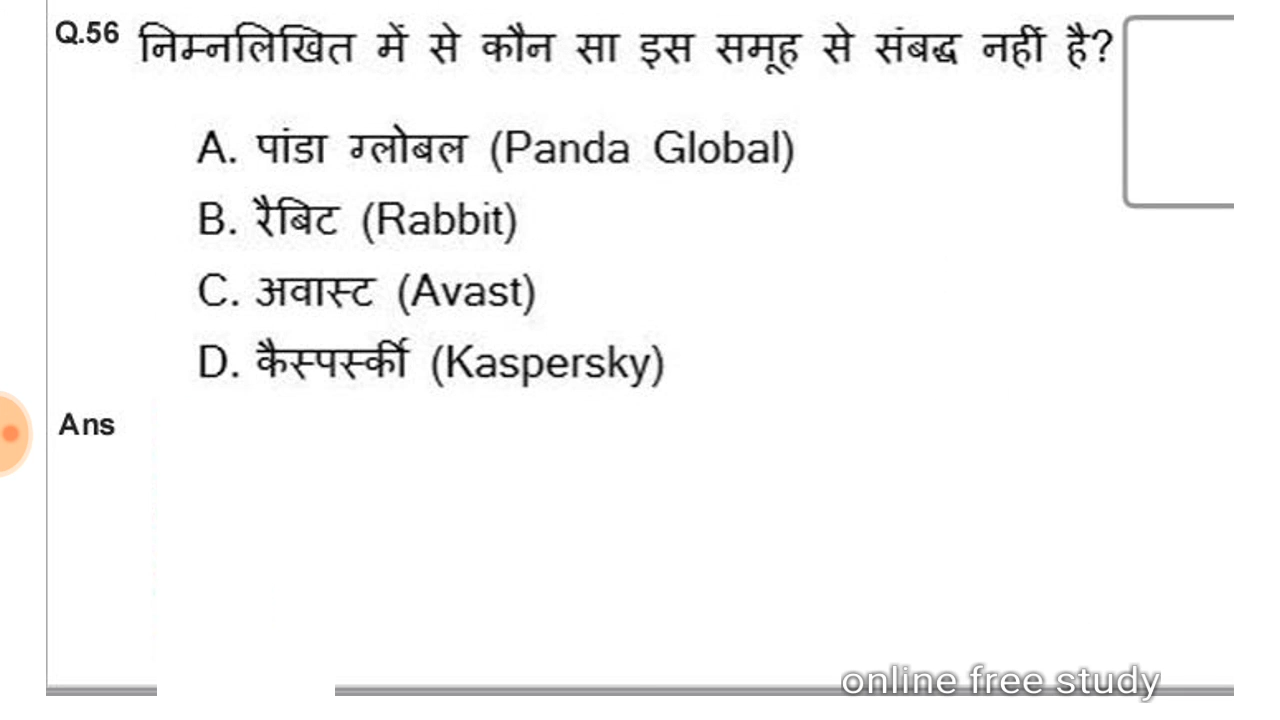 Q.56 निम्नलिखित में से कौन सा इस समूह से संबद्ध नहीं है?
A. पांडा ग्लोबल (Panda Global)
B. रैबिट (Rabbit)
C. अवास्ट (Avast)
D. कैस्पर्स्की (Kaspersky)
Ans
online free study